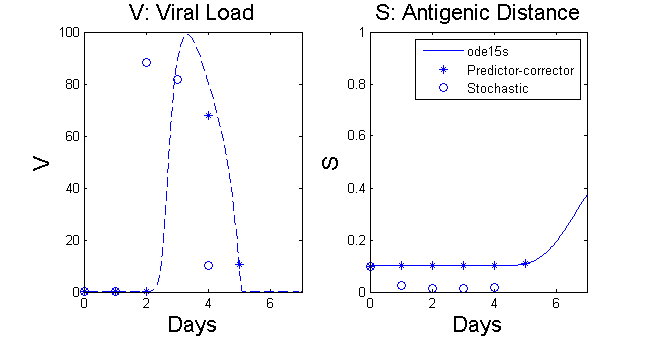 V: Viral Load
100
80
60
40
20
0
V
0
2
4
6
Days
S: Antigenic Distance
ode15s
Predictor-corrector
Stochastic
1
0.8
0.6
0.4
0.2
0
S
0
2
4
6
Days